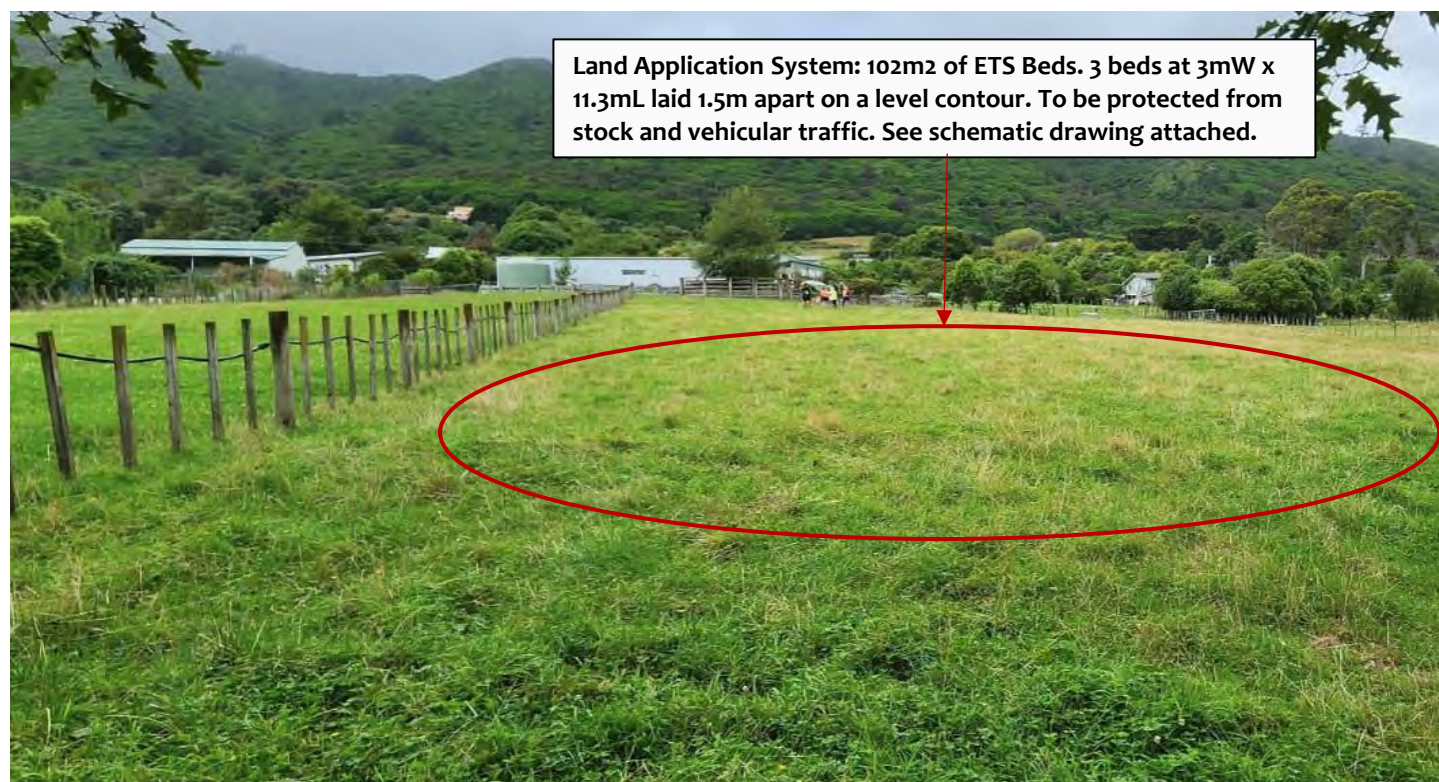 Land Application System: 102m2 of ETS Beds. 3 beds at 3mW x
11.3mL laid 1.5m apart on a level contour. To be protected from
stock and vehicular traffic. See schematic drawing attached.